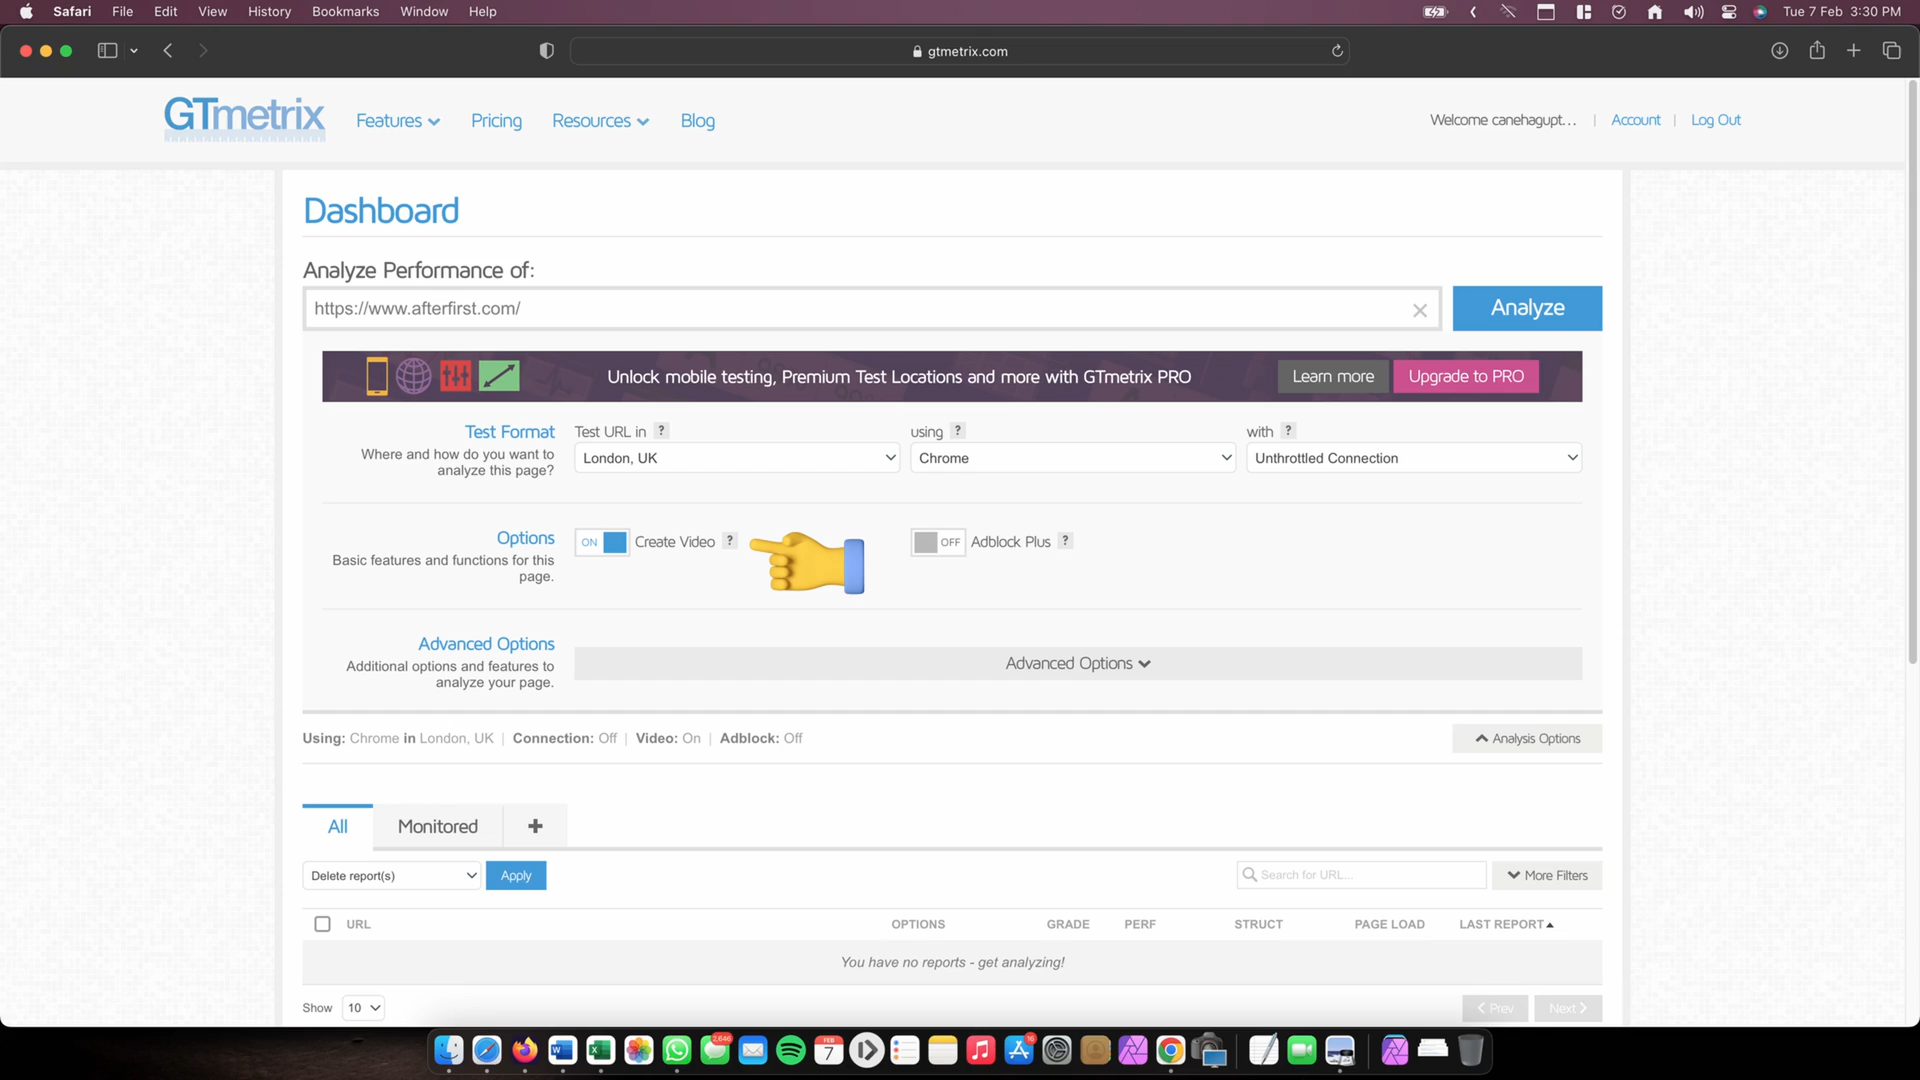 Safari File Edit View History Bookmarks Window Help Tue 7 Feb 3:30 PM
gtmetrix.com
GTmetrix Features Pricing Resources Blog Welcome canehagupt... | Account | Log Out
Dashboard
Analyze Performance of:
https://www.afterfirst.com/ Analyze
Unlock mobile testing, Premium Test Locations and more with GTmetrix PRO Learn more Upgrade to PRO
Test Format Test URL in ? using ? with ?
Where and how do you want to London, UK Chrome Unthrottled Connection
analyze this page?
Options ON Create Video ? OFF Adblock Plus ?
Basic features and functions for this
page.
Advanced Options
Additional options and features to Advanced Options
analyze your page.
Using: Chrome in London, UK | Connection: Off | Video: On | Adblock: Off Analysis Options
All Monitored +
Delete report(s) Apply Search for URL... More Filters
URL OPTIONS GRADE PERF STRUCT PAGE LOAD LAST REPORT
You have no reports - get analyzing!
Show 10 Prev Next
2,646 FEB 7 16